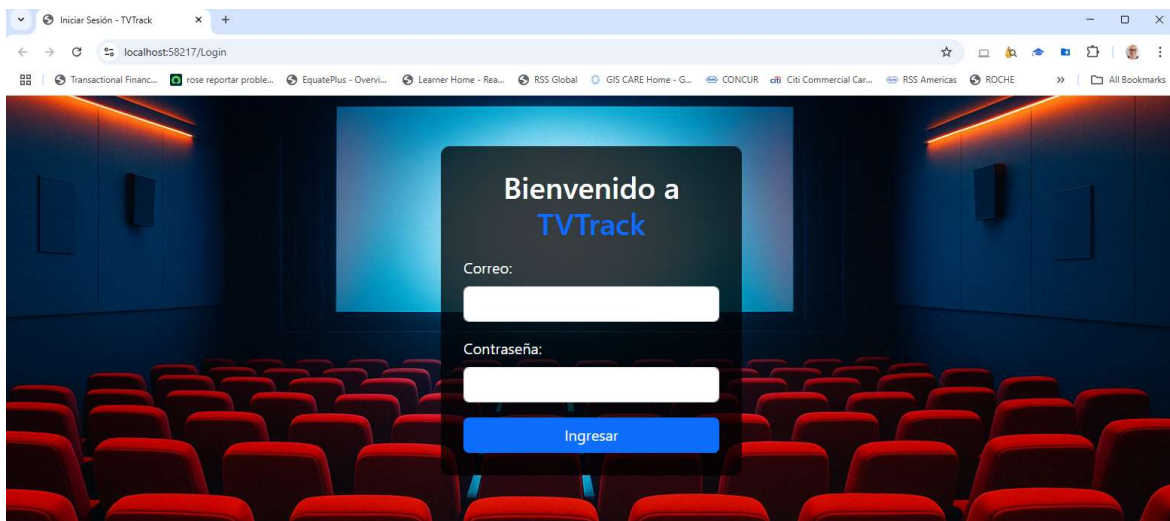 Iniciar Sesión - TVTrack
localhost:58217/Login
Transactional Financ... rose reportar proble... EquatePlus - Overvi... Learner Home - Rea... RSS Global GIS CARE Home - G... CONCUR citi Citi Commercial Car... RSS Americas ROCHE All Bookmarks
Bienvenido a
TVTrack
Correo:
Contraseña:
Ingresar